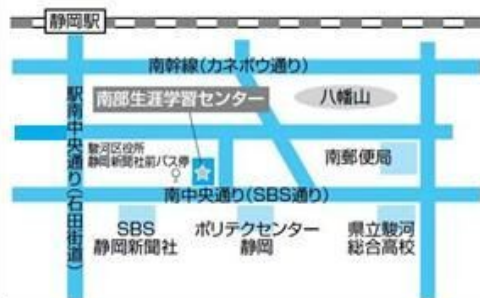 静岡駅
南幹線(カネボウ通り)
南部生涯学習センター
八幡山
駅南中央通り(石田街道)
駿河区役所
静岡新聞社前バス停
南郵便局
南中央通り(SBS通り)
SBS
静岡新聞社
ポリテクセンター
静岡
県立駿河
総合高校